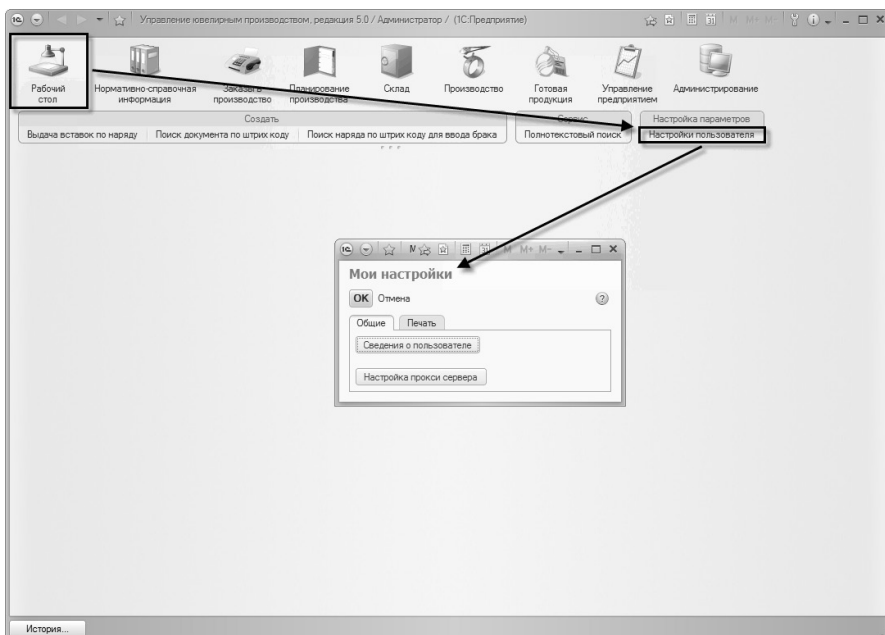 Управление ювелирным производством, редакция 5.0 / Администратор / (1С:Предприятие)
M M+ M-
Рабочий стол
Нормативно-справочная информация
Заказы в производство
Планирование производства
Склад
Производство
Готовая продукция
Управление предприятием
Администрирование
Создать
Сервис
Настройка параметров
Выдача вставок по наряду
Поиск документа по штрих коду
Поиск наряда по штрих коду для ввода брака
Полнотекстовый поиск
Настройки пользователя
M M+ M-
Мои настройки
OK Отмена
Общие Печать
Сведения о пользователе
Настройка прокси сервера
История...